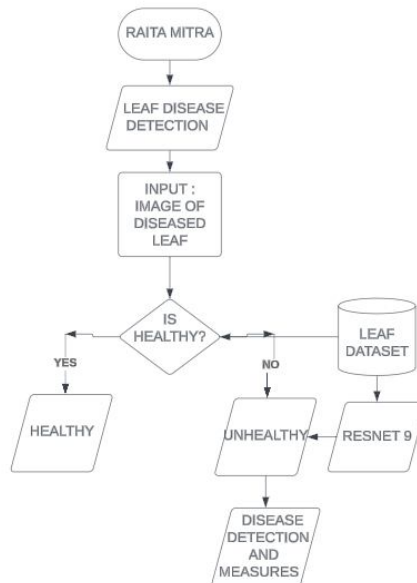 RAITA MITRA
LEAF DISEASE
DETECTION
INPUT :
IMAGE OF
DISEASED
LEAF
IS
HEALTHY?
LEAF
DATASET
YES
NO
HEALTHY
UNHEALTHY
RESNET 9
DISEASE
DETECTION
AND
MEASURES